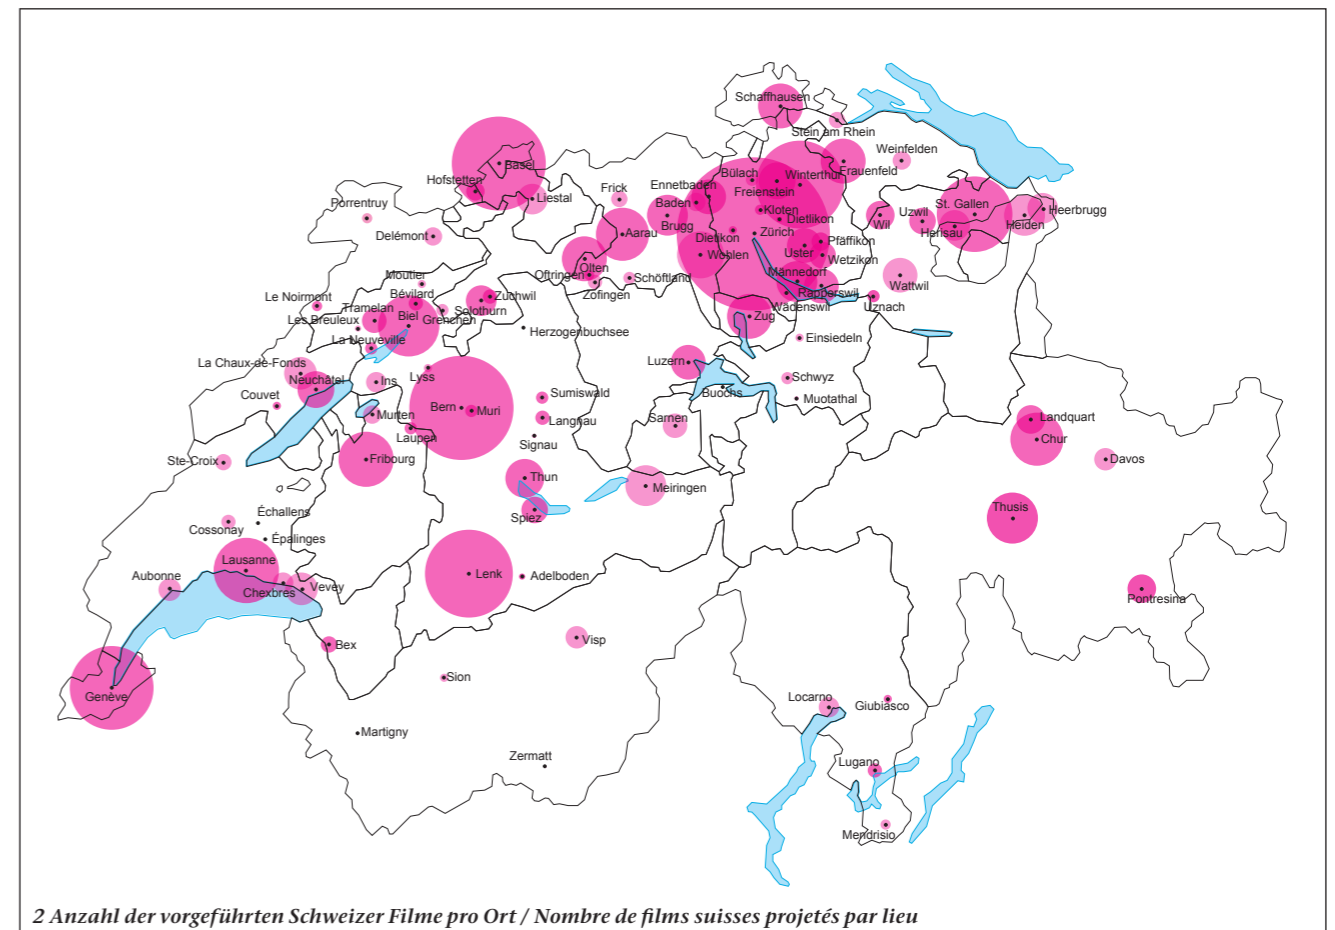 Schaffhausen
Stein am Rhein
Weinfelden
Frauenfeld
Basel
Hofstetten
Liestal
Frick
Ennetbaden
Bülach
Winterthur
Freienstein
Porrentruy
Delémont
Baden
Brugg
Aarau
Kloten
Dietlikon
Dietikon
Zürich
Wil
Uzwil
St. Gallen
Herisau
Heiden
Heerbrugg
Wohlen
Pfäffikon
Uster
Wetzikon
Olten
Oftringen
Schöftland
Zofingen
Männedorf
Rapperswil
Wädenswil
Uznach
Wattwil
Moutier
Le Noirmont
Bévilard
Tramelan
Biel
Grenchen
Solothurn
Zuchwil
Les Breuleux
La Neuveville
Herzogenbuchsee
Zug
Einsiedeln
La Chaux-de-Fonds
Neuchâtel
Ins
Lyss
Luzern
Schwyz
Couvet
Murten
Bern
Muri
Sumiswald
Buochs
Muotathal
Laupen
Langnau
Signau
Sarnen
Landquart
Chur
Davos
Ste-Croix
Fribourg
Thun
Meiringen
Spiez
Thusis
Échallens
Cossonay
Épalinges
Lausanne
Aubonne
Chexbres
Vevey
Lenk
Adelboden
Pontresina
Bex
Visp
Sion
Genève
Locarno
Giubiasco
Martigny
Zermatt
Lugano
Mendrisio
2 Anzahl der vorgeführten Schweizer Filme pro Ort / Nombre de films suisses projetés par lieu